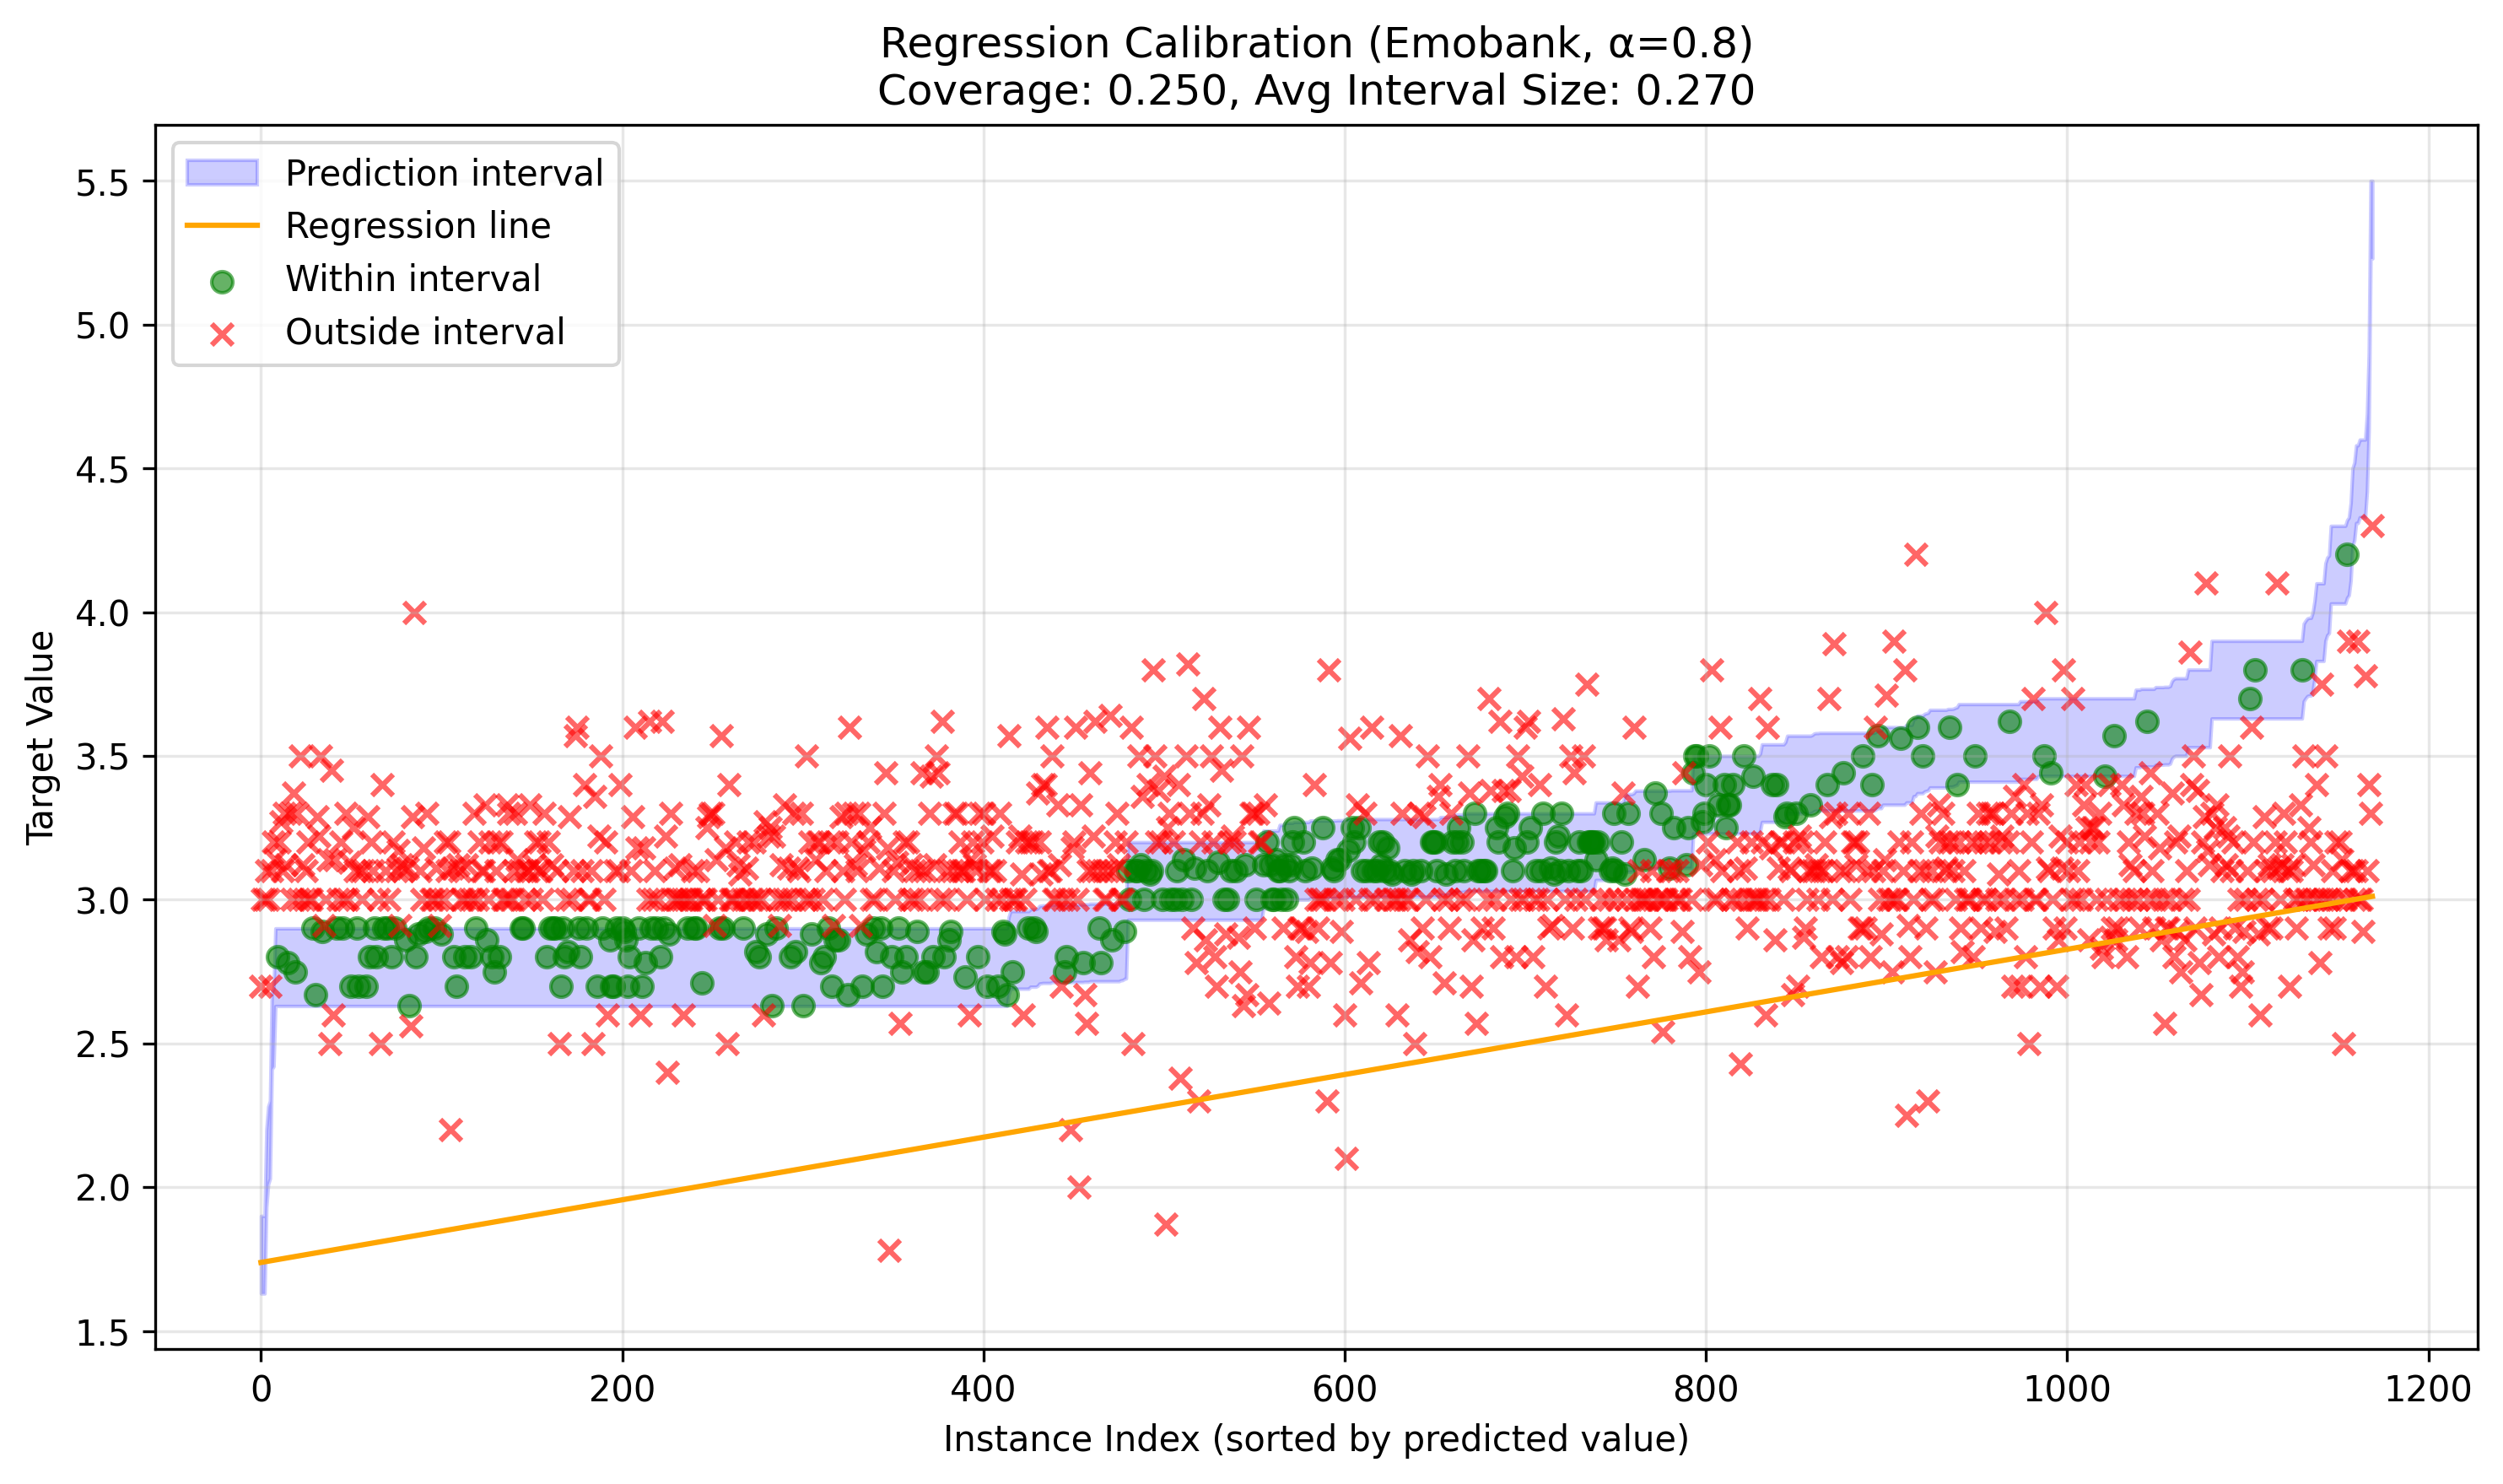 Regression Calibration (Emobank, α=0.8)
Coverage: 0.250, Avg Interval Size: 0.270
Prediction interval
Regression line
Within interval
Outside interval
5.5
5.0
4.5
4.0
3.5
3.0
2.5
2.0
1.5
Target Value
0
200
400
600
800
1000
1200
Instance Index (sorted by predicted value)